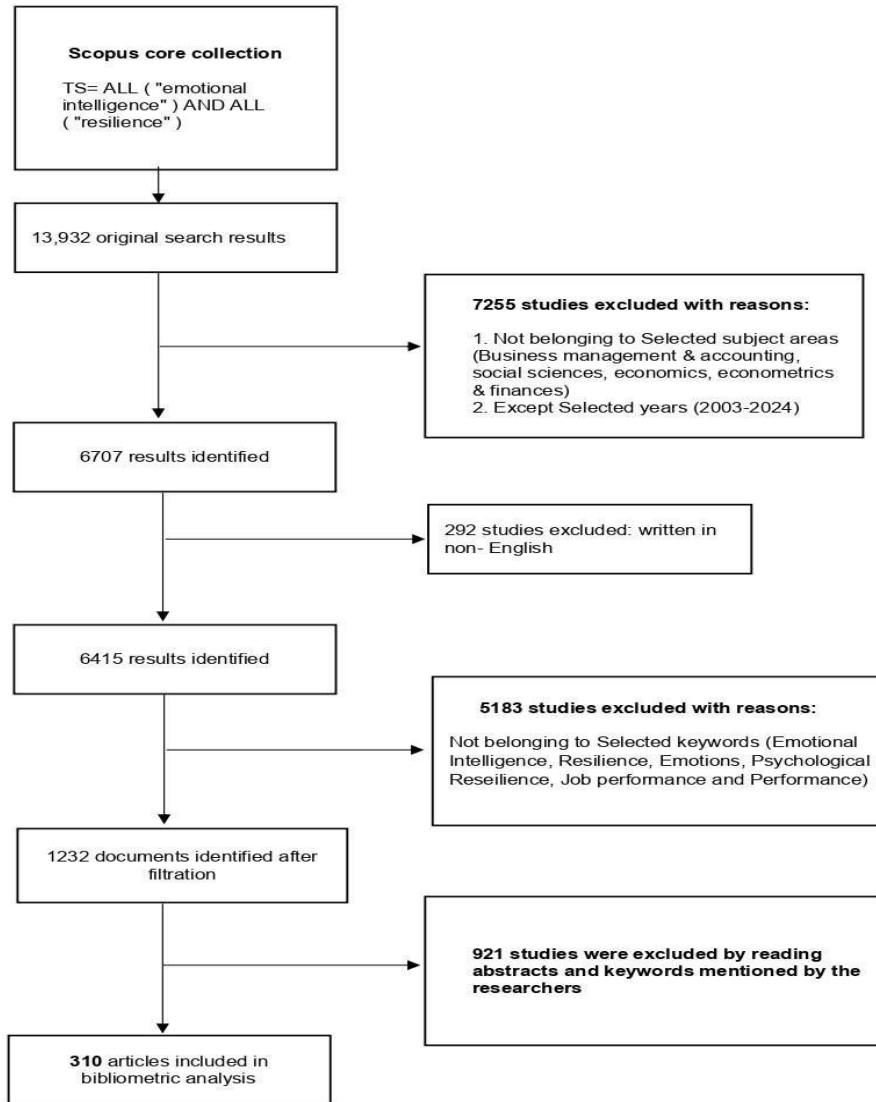 Scopus core collection
TS= ALL ( "emotional
intelligence" ) AND ALL
( "resilience" )
13,932 original search results
7255 studies excluded with reasons:
1. Not belonging to Selected subject areas
(Business management & accounting,
social sciences, economics, econometrics
& finances)
2. Except Selected years (2003-2024)
6707 results identified
292 studies excluded: written in
non- English
6415 results identified
5183 studies excluded with reasons:
Not belonging to Selected keywords (Emotional
Intelligence, Resilience, Emotions, Psychological
Reseilience, Job performance and Performance)
1232 documents identified after
filtration
921 studies were excluded by reading
abstracts and keywords mentioned by the
researchers
310 articles included in
bibliometric analysis